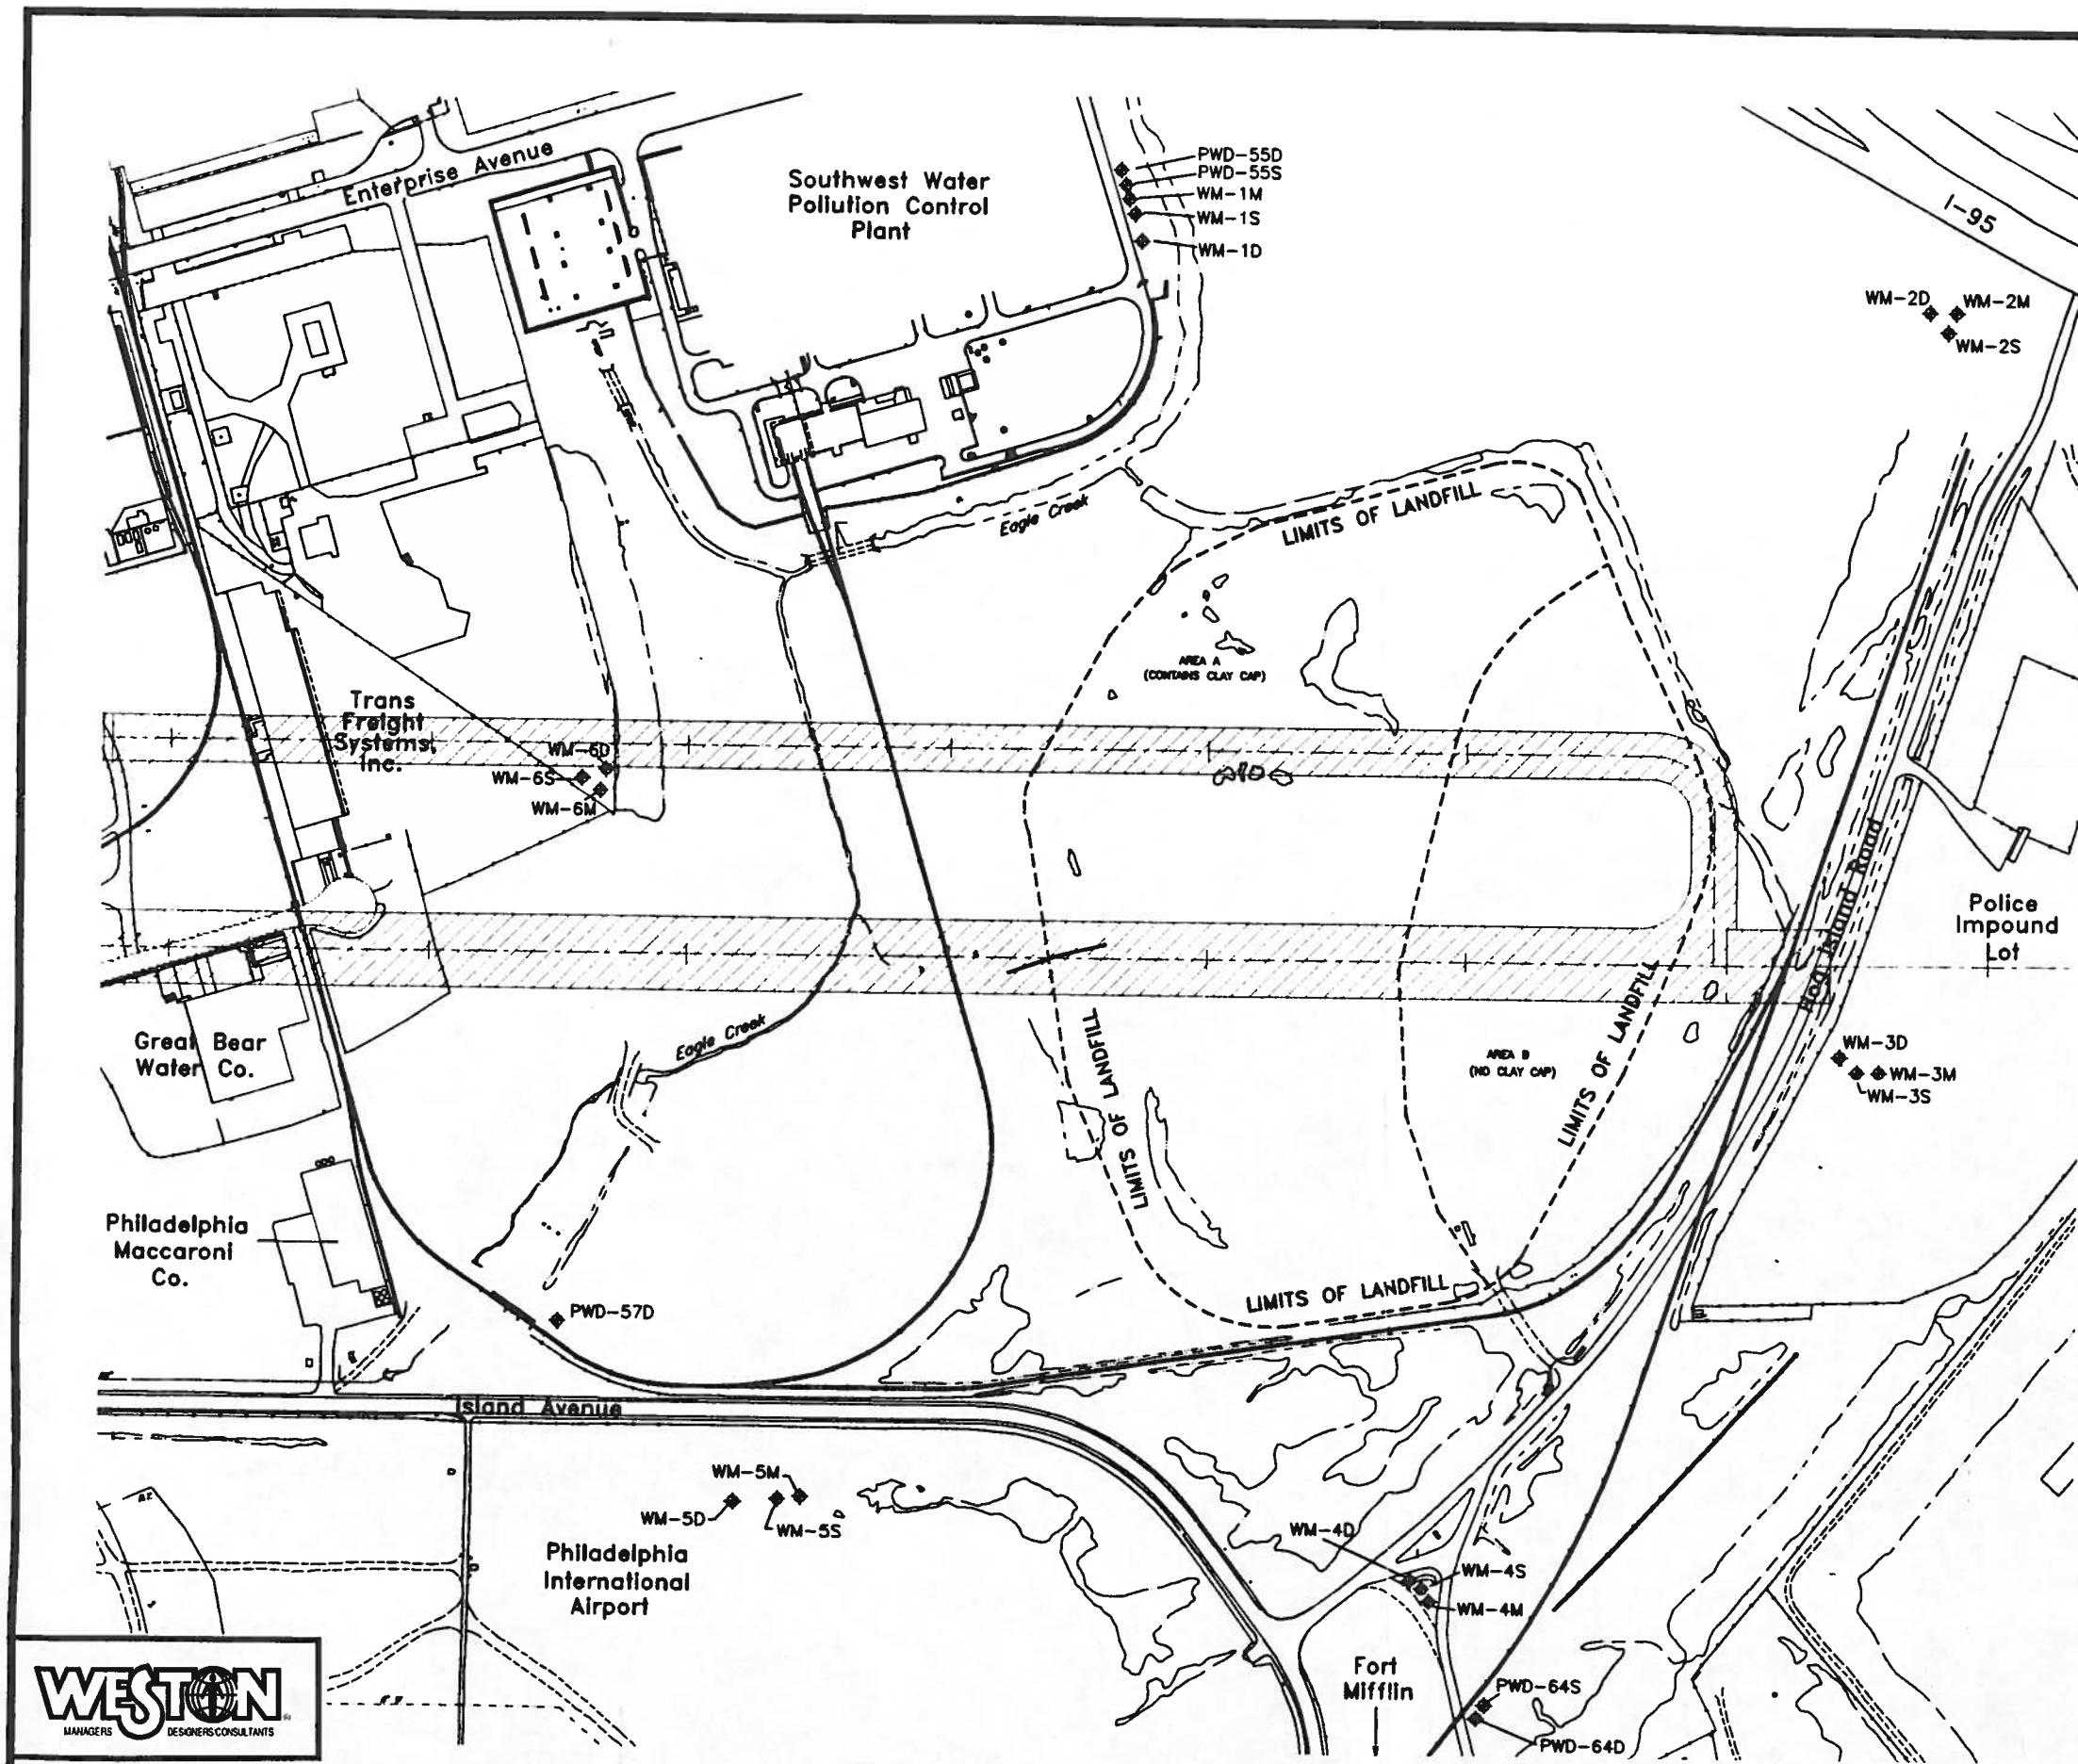 Enterprise Avenue
Southwest Water
Pollution Control
Plant
PWD-55D
PWD-55S
WM-1M
WM-1S
WM-1D
I-95
WM-2D
WM-2M
WM-2S
Eagle Creek
LIMITS OF LANDFILL
AREA A
(CONTAINS CLAY CAP)
Trans
Freight
Systems,
Inc.
WM-6D
WM-6S
WM-6M
Hog Island Road
Police
Impound
Lot
Great Bear
Water Co.
Eagle Creek
LIMITS OF LANDFILL
AREA B
(NO CLAY CAP)
LIMITS OF LANDFILL
WM-3D
WM-3M
WM-3S
Philadelphia
Maccaroni
Co.
PWD-57D
LIMITS OF LANDFILL
Island Avenue
WM-5M
WM-5D
WM-5S
Philadelphia
International
Airport
WM-4D
WM-4S
WM-4M
Fort
Mifflin
PWD-64S
PWD-64D
WESTON
MANAGERS DESIGNERS/CONSULTANTS